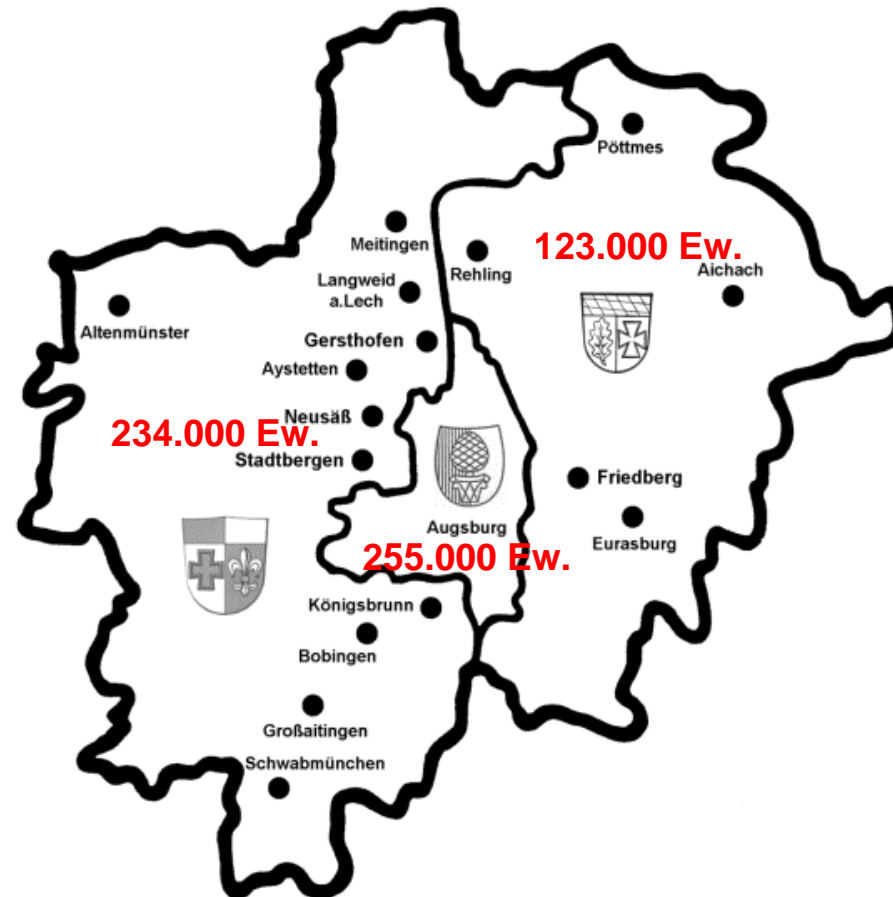 Pöttmes
Meitingen
Rehling
123.000 Ew.
Aichach
Langweid
a.Lech
Altenmünster
Gersthofen
Aystetten
Neusäß
234.000 Ew.
Stadtbergen
Friedberg
Augsburg
Eurasburg
255.000 Ew.
Königsbrunn
Bobingen
Großaitingen
Schwabmünchen